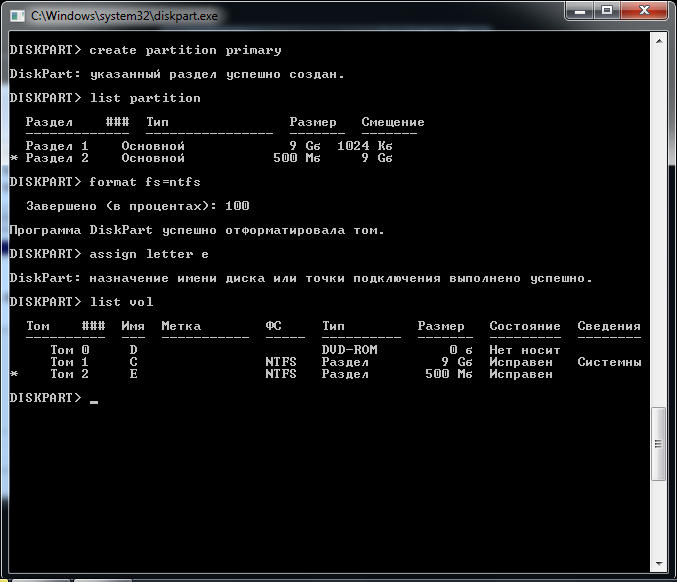 C:\Windows\system32\diskpart.exe
DISKPART> create partition primary
DiskPart: указанный раздел успешно создан.
DISKPART> list partition
Раздел    ###  Тип               Размер   Смещение
-------------  ----------------  -------  -------
Раздел 1    Основной             9 Gб  1024 Kб
* Раздел 2    Основной           500 Mб     9 Gб
DISKPART> format fs=ntfs
Завершено (в процентах): 100
Программа DiskPart успешно отформатировала том.
DISKPART> assign letter e
DiskPart: назначение имени диска или точки подключения выполнено успешно.
DISKPART> list vol
Том    ###  Имя  Метка        ФС     Тип         Размер   Состояние  Сведения
----------  ---  -----------  -----  ----------  -------  ---------  --------
Том 0     D                          DVD-ROM         0 б  Нет носит
Том 1     C                   NTFS   Раздел          9 Gб  Исправен   Системны
* Том 2     E                   NTFS   Раздел        500 Mб  Исправен
DISKPART> _